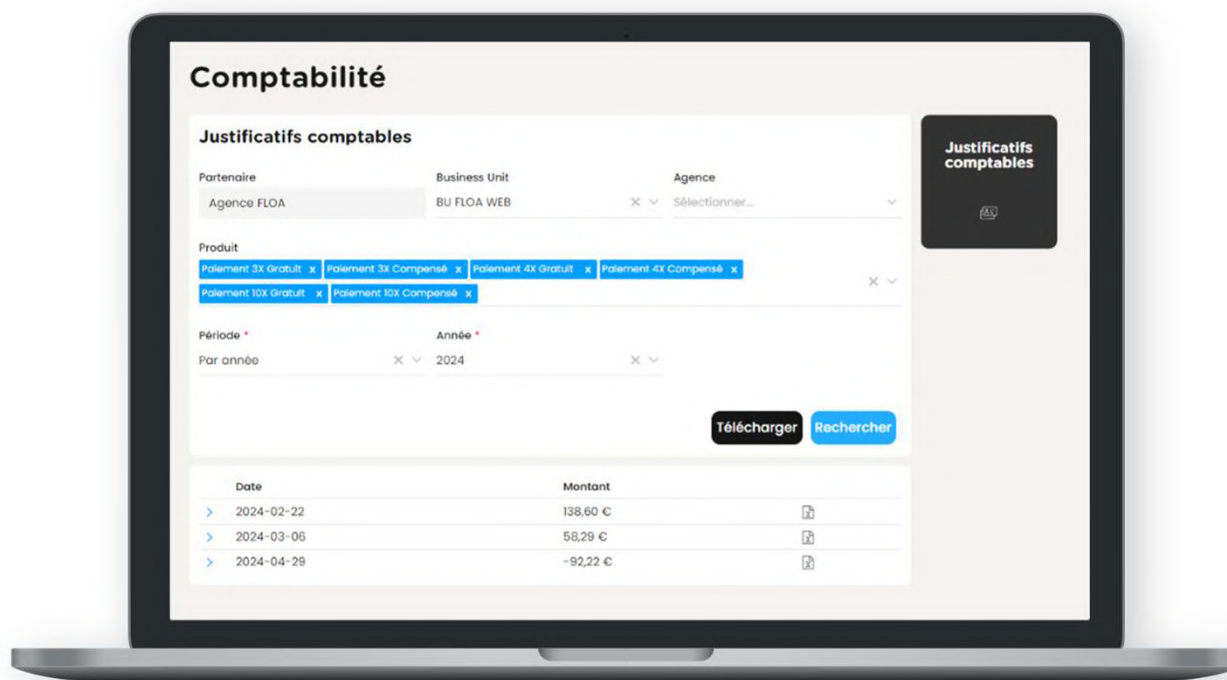 Comptabilité
Justificatifs comptables
Partenaire Business Unit Agence
Agence FLOA BU FLOA WEB Sélectionner...
Produit
Paiement 3X Gratuit x Paiement 3X Compensé x Paiement 4X Gratuit x Paiement 4X Compensé x
Paiement 10X Gratuit x Paiement 10X Compensé x
Période * Année *
Par année 2024
Télécharger Rechercher
Date Montant
2024-02-22 138,60 €
2024-03-06 58,29 €
2024-04-29 -92,22 €
Justificatifs
comptables